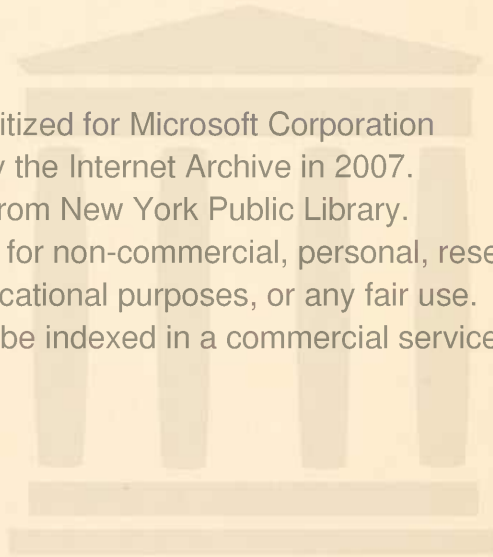 itized for Microsoft Corporation
the Internet Archive in 2007.
rom New York Public Library.
for non-commercial, personal, rese
cational purposes, or any fair use.
be indexed in a commercial service